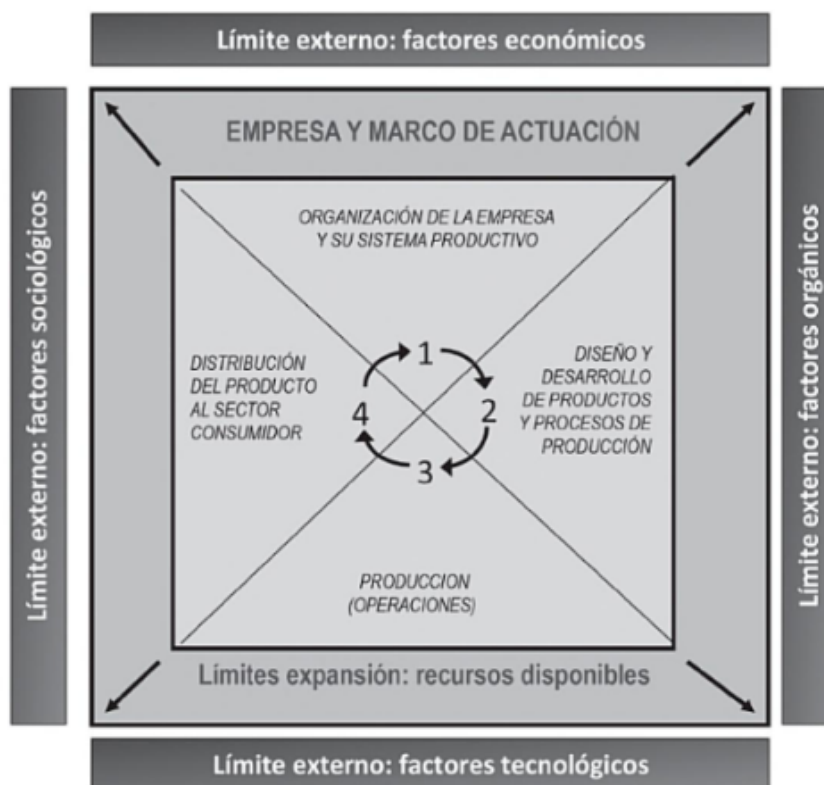 Límite externo: factores económicos
EMPRESA Y MARCO DE ACTUACIÓN
Límite externo: factores sociológicos
Límite externo: factores orgánicos
ORGANIZACIÓN DE LA EMPRESA
Y SU SISTEMA PRODUCTIVO
1
DISTRIBUCIÓN
DEL PRODUCTO
AL SECTOR
CONSUMIDOR
4
2
DISEÑO Y
DESARROLLO
DE PRODUCTOS
Y PROCESOS DE
PRODUCCIÓN
3
PRODUCCION
(OPERACIONES)
Límites expansión: recursos disponibles
Límite externo: factores tecnológicos